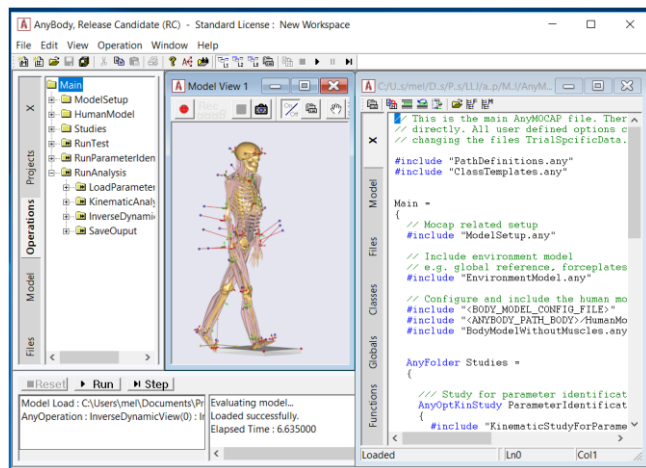 AnyBody, Release Candidate (RC) - Standard License : New Workspace
File Edit View Operation Window Help
X
Projects
Operations
Model
Files
Main
ModelSetup
HumanModel
Studies
RunTest
RunParameterIden
RunAnalysis
LoadParameter
KinematicAnaly
InverseDynamic
SaveOuput
Model View 1
On
X
Model
Files
Classes
Globals
Functions
// This is the main AnyMOCAP file. Ther
// directly. All user defined options c
// changing the files TrialSpcificData.
#include "PathDefinitions.any"
#include "ClassTemplates.any"
Main =
{
// Mocap related setup
#include "ModelSetup.any"
// Include environment model
// e.g. global reference, forceplates
#include "EnvironmentModel.any"
// Configure and include the human mo
#include "<BODY_MODEL_CONFIG_FILE>"
#include "<ANYBODY_PATH_BODY>/HumanMo
#include "BodyModelWithoutMuscles.any
AnyFolder Studies =
{
/// Study for parameter identificat
AnyOptKinStudy ParameterIdentificat
{
#include "KinematicStudyForParame
Loaded Ln0 Col1
Reset Run Step
Model Load : C:\Users\mel\Documents\Pr
AnyOperation : InverseDynamicView(0) : Ir
Evaluating model...
Loaded successfully.
Elapsed Time : 6.635000